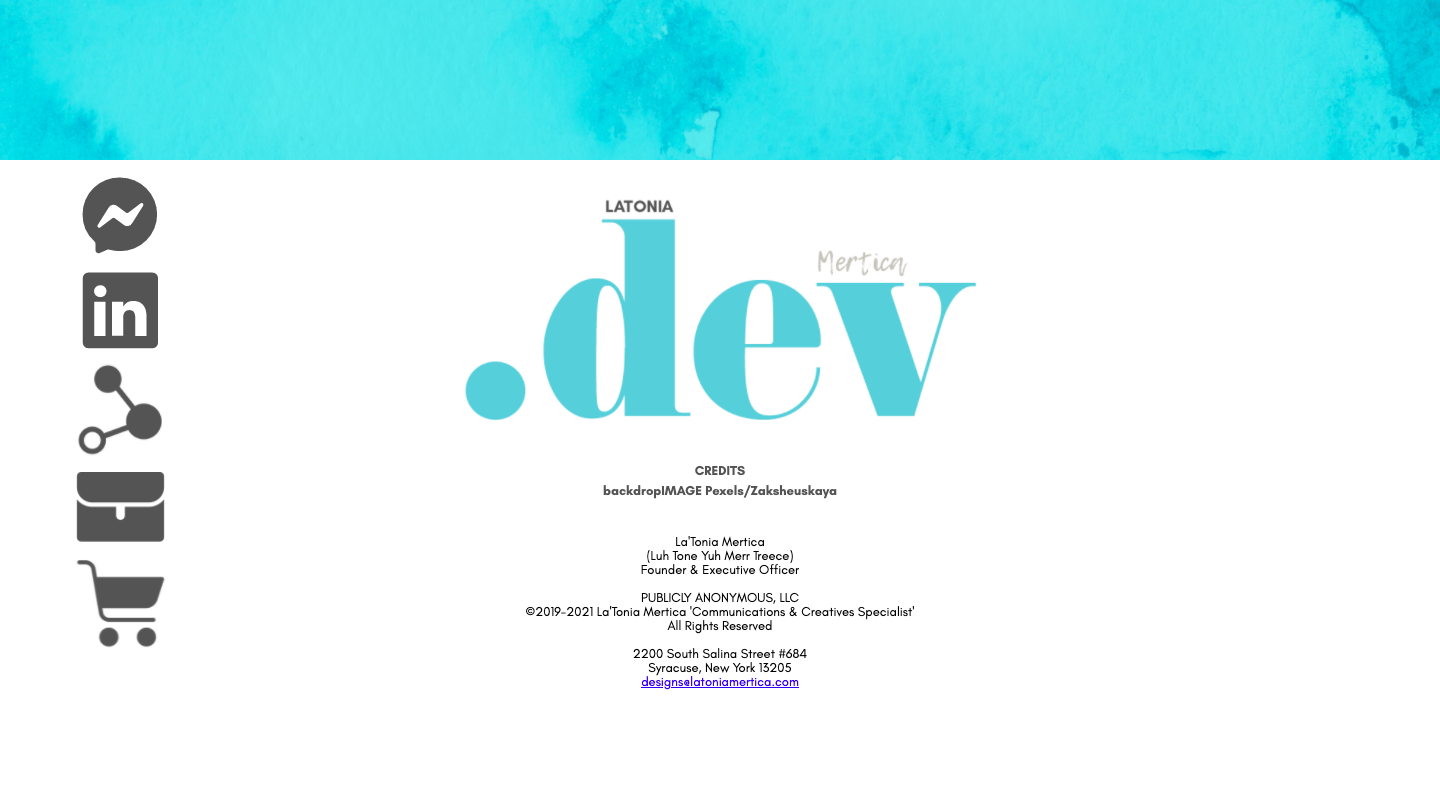 LATONIA
Mertica
.dev
CREDITS
backdropIMAGE Pexels/Zaksheuskaya
La'Tonia Mertica
(Luh Tone Yuh Merr Treece)
Founder & Executive Officer
PUBLICLY ANONYMOUS, LLC
©2019-2021 La'Tonia Mertica 'Communications & Creatives Specialist'
All Rights Reserved
2200 South Salina Street #684
Syracuse, New York 13205
designs@latoniamertica.com